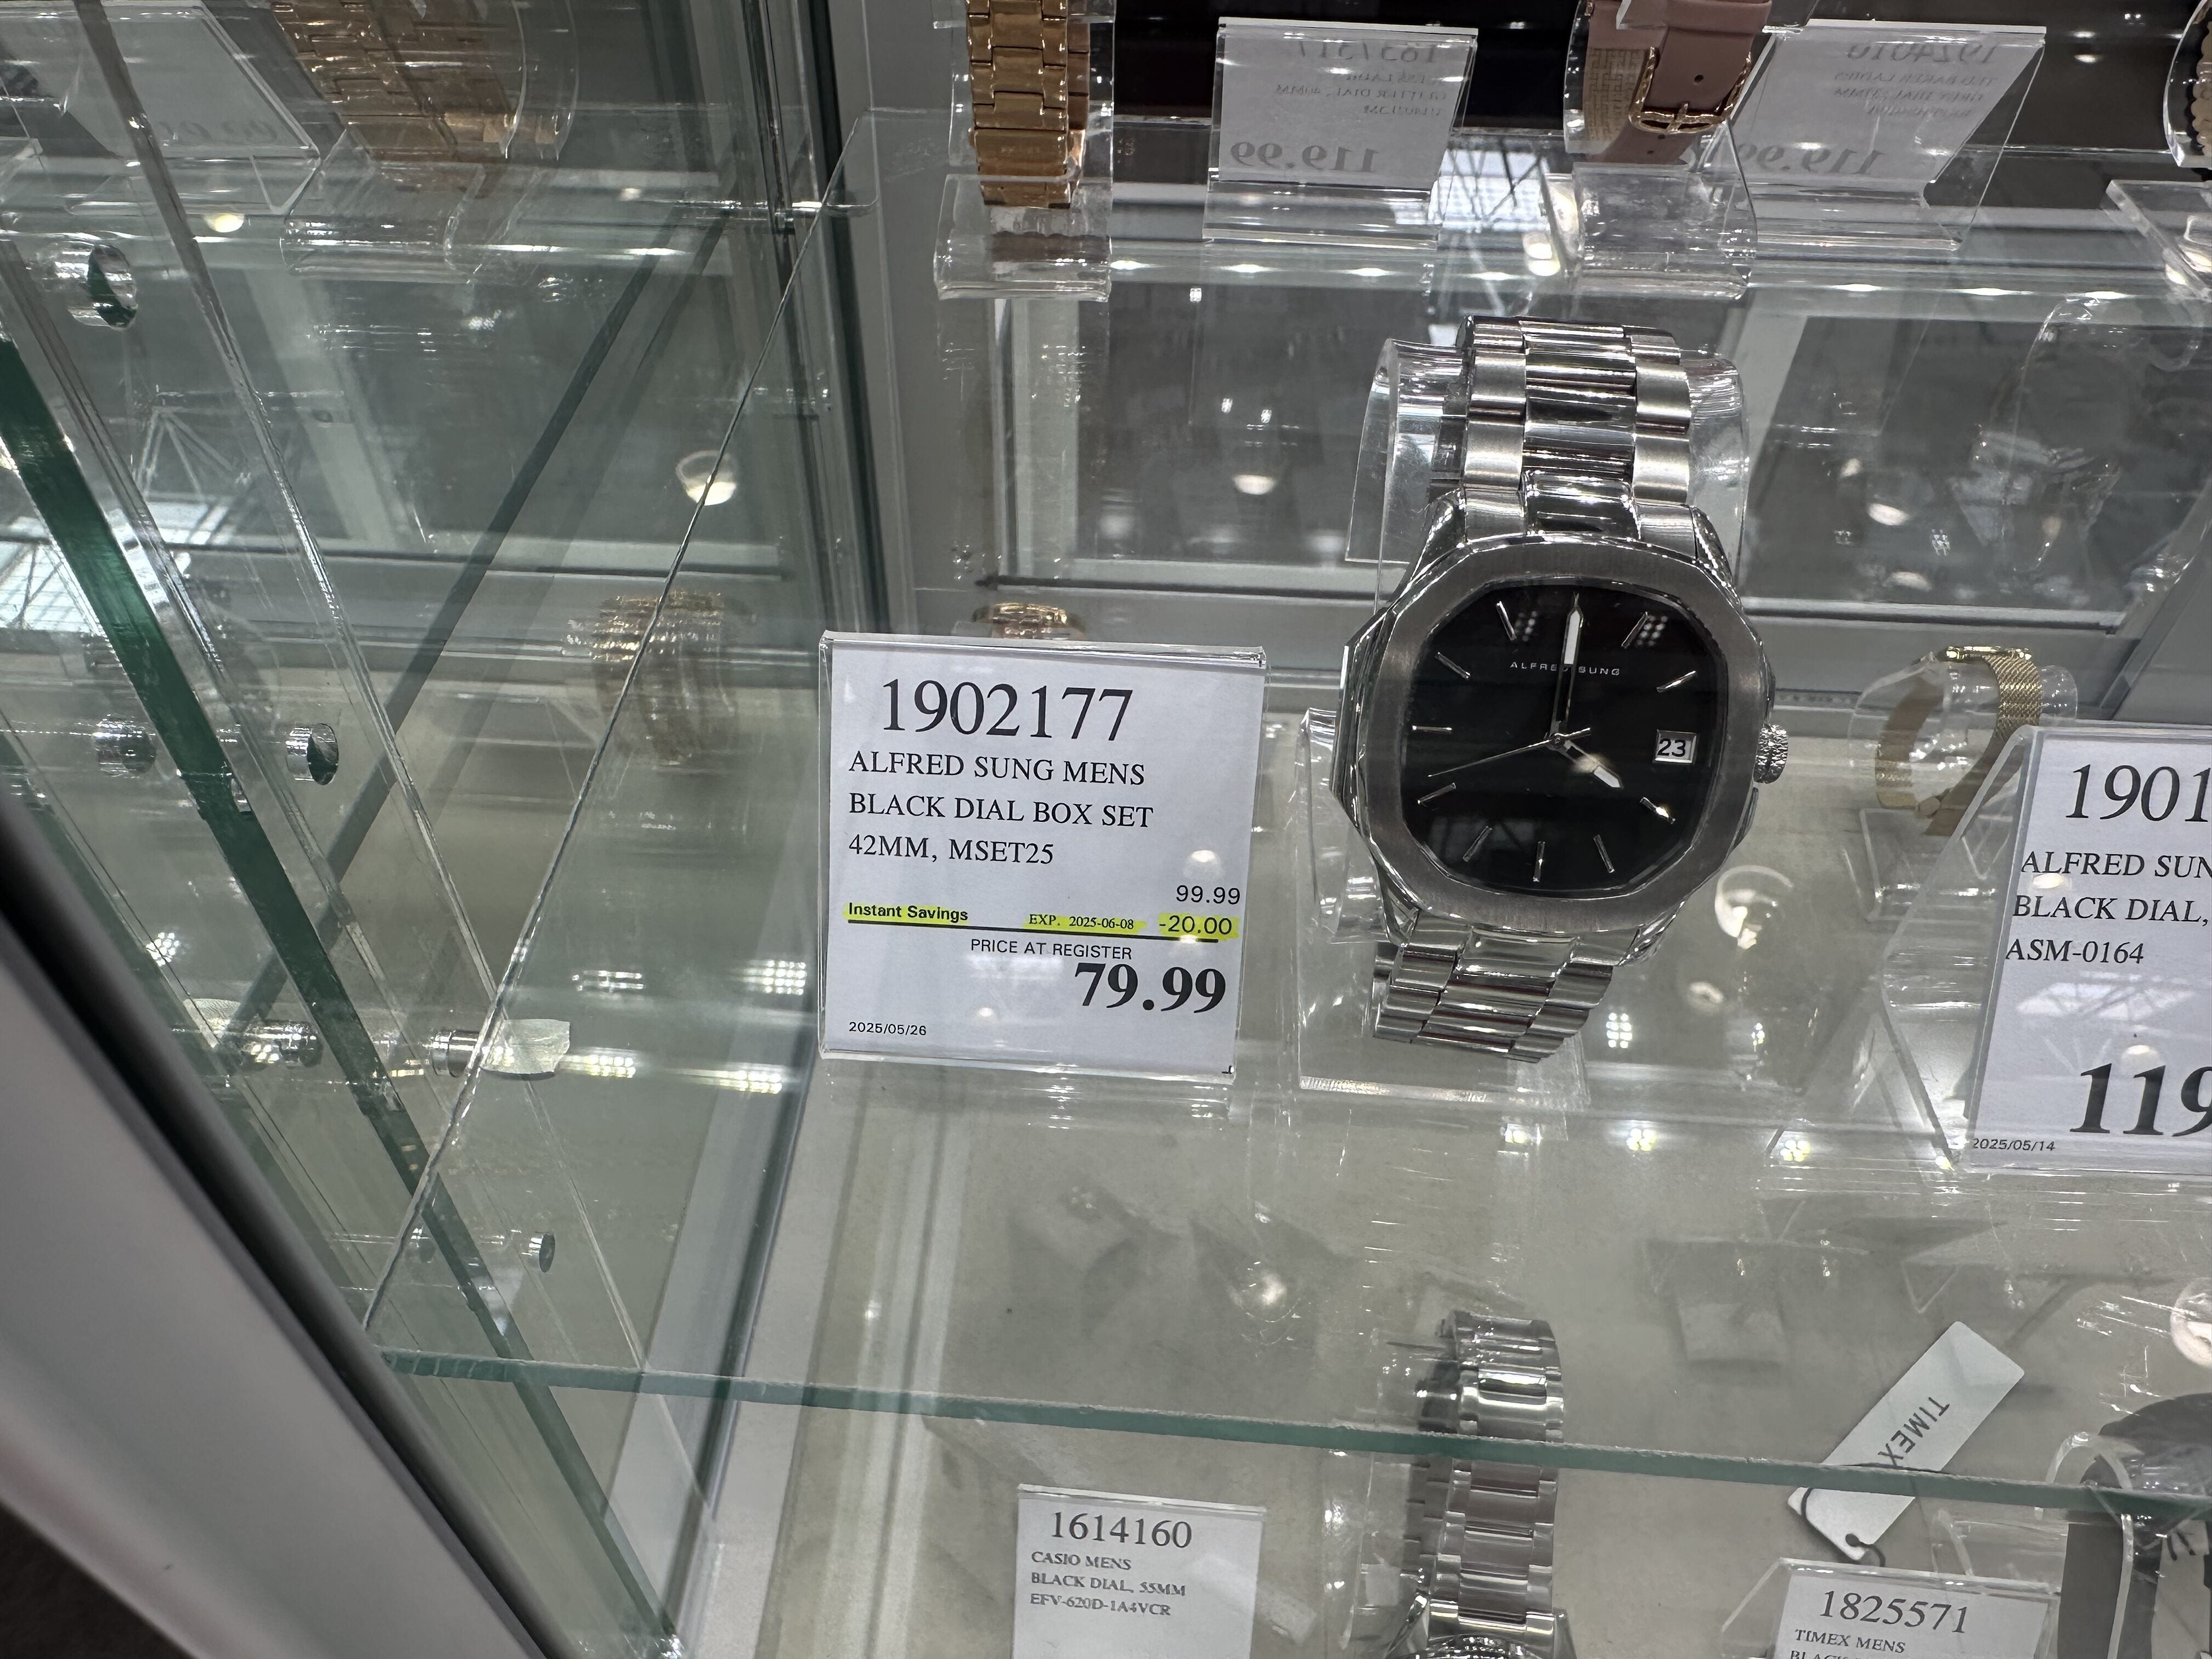 119.99
119.99
ALFRED SUNG
23
1902177
ALFRED SUNG MENS
BLACK DIAL BOX SET
42MM, MSET25
99.99
Instant Savings EXP. 2025-06-08 -20.00
PRICE AT REGISTER
79.99
2025/05/26
1901
ALFRED SUN
BLACK DIAL,
ASM-0164
119
2025/05/14
TIMEX
1614160
CASIO MENS
BLACK DIAL, 55MM
EFV-620D-1A4VCR
1825571
TIMEX MENS